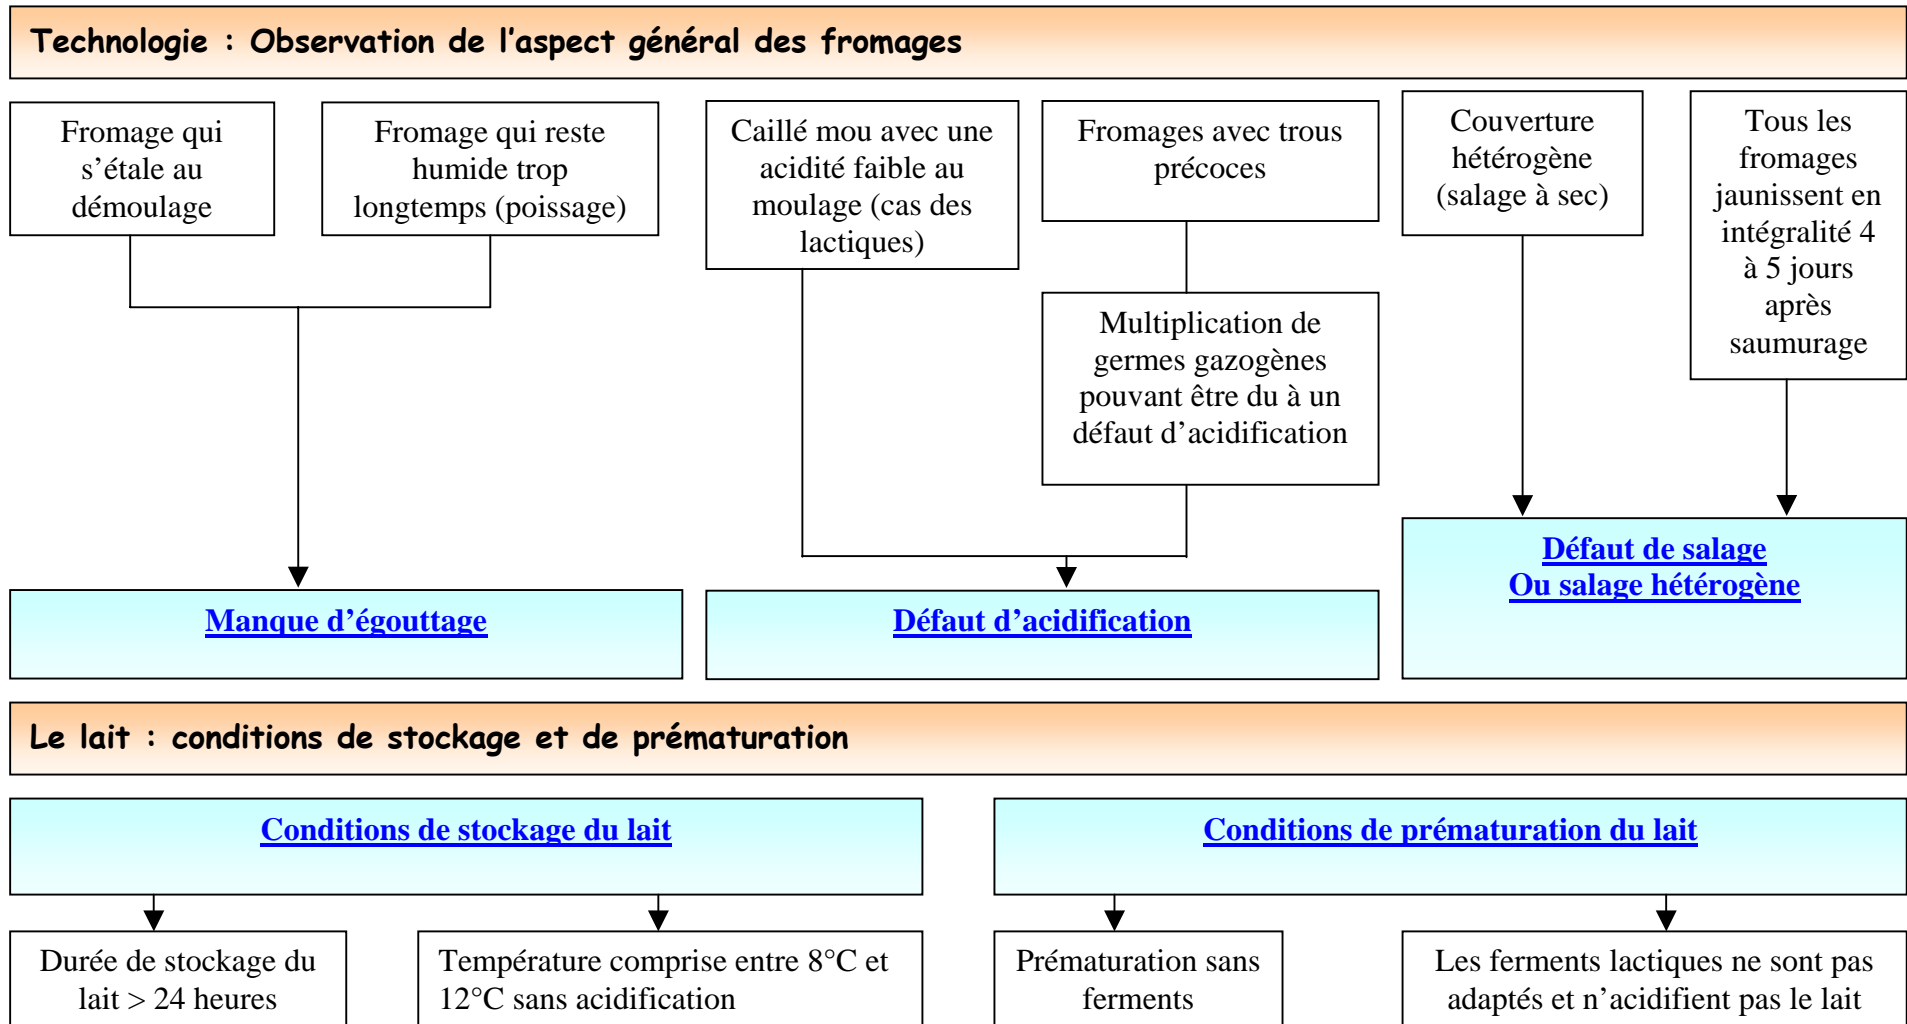 Technologie : Observation de l'aspect général des fromages
Fromage qui
s'étale au
démoulage
Fromage qui reste
humide trop
longtemps (poissage)
Caillé mou avec une
acidité faible au
moulage (cas des
lactiques)
Fromages avec trous
précoces
Couverture
hétérogène
(salage à sec)
Tous les
fromages
jaunissent en
intégralité 4
à 5 jours
après
saumurage
Multiplication de
germes gazogènes
pouvant être du à un
défaut d'acidification
Manque d'égouttage
Défaut d'acidification
Défaut de salage
Ou salage hétérogène
Le lait : conditions de stockage et de prématuration
Conditions de stockage du lait
Conditions de prématuration du lait
Durée de stockage du
lait > 24 heures
Température comprise entre 8°C et
12°C sans acidification
Prématuration sans
ferments
Les ferments lactiques ne sont pas
adaptés et n'acidifient pas le lait